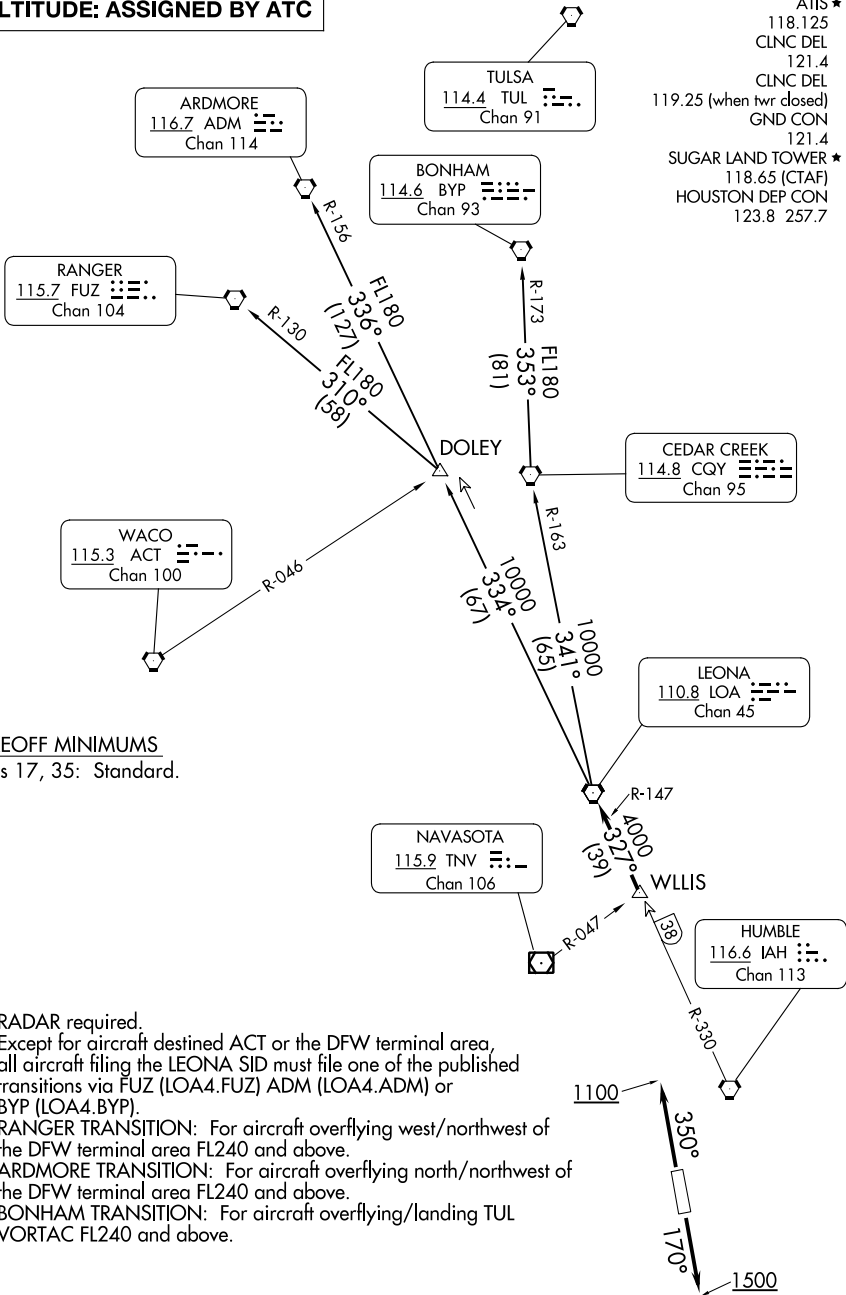 LTITUDE: ASSIGNED BY ATC
ATIS ★
118.125
CLNC DEL
121.4
CLNC DEL
119.25 (when twr closed)
GND CON
121.4
SUGAR LAND TOWER ★
118.65 (CTAF)
HOUSTON DEP CON
123.8 257.7
TULSA
114.4 TUL
Chan 91
ARDMORE
116.7 ADM
Chan 114
BONHAM
114.6 BYP
Chan 93
R-156
RANGER
115.7 FUZ
Chan 104
R-130
FL180
336°
(127)
R-173
FL180
353°
(81)
FL180
310°
(58)
DOLEY
CEDAR CREEK
114.8 CQY
Chan 95
WACO
115.3 ACT
Chan 100
R-046
R-163
10000
334°
(67)
10000
341°
(65)
LEONA
110.8 LOA
Chan 45
EOFF MINIMUMS
s 17, 35: Standard.
R-147
4000
327°
(39)
NAVASOTA
115.9 TNV
Chan 106
WLLIS
R-047
38
HUMBLE
116.6 IAH
Chan 113
R-330
RADAR required.
Except for aircraft destined ACT or the DFW terminal area,
all aircraft filing the LEONA SID must file one of the published
transitions via FUZ (LOA4.FUZ) ADM (LOA4.ADM) or
BYP (LOA4.BYP).
RANGER TRANSITION: For aircraft overflying west/northwest of
the DFW terminal area FL240 and above.
ARDMORE TRANSITION: For aircraft overflying north/northwest of
the DFW terminal area FL240 and above.
BONHAM TRANSITION: For aircraft overflying/landing TUL
VORTAC FL240 and above.
1100
350°
170°
1500